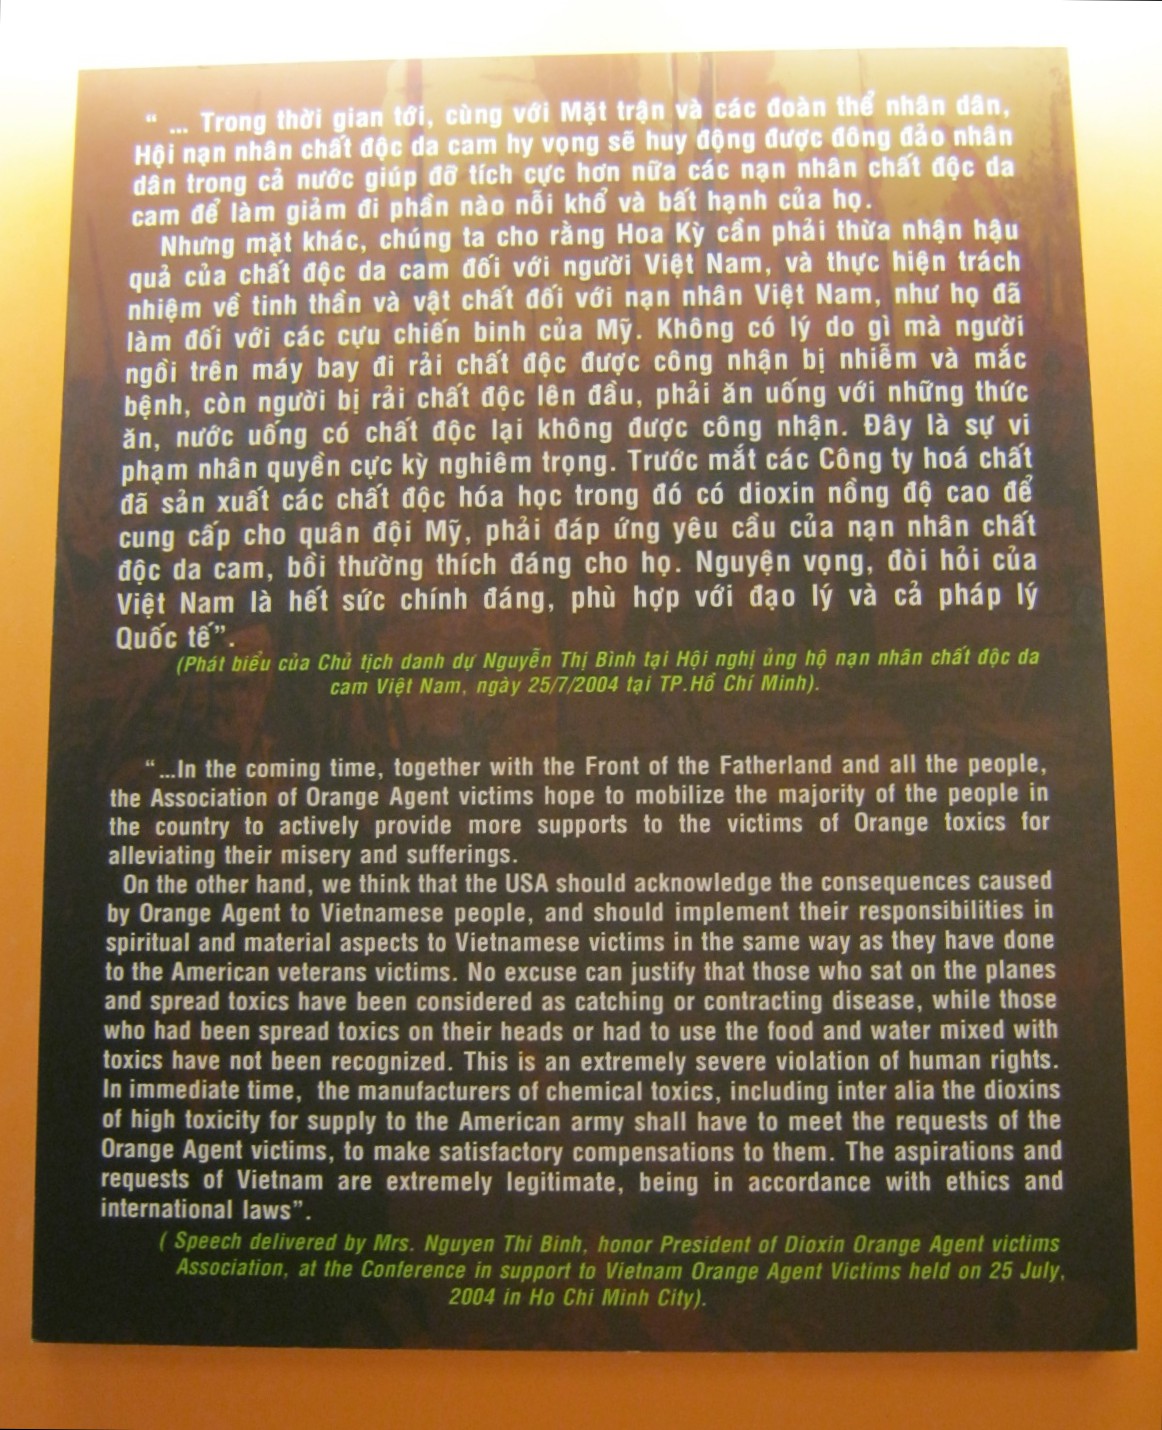 “ ... Trong thời gian tới, cùng với Mặt trận và các đoàn thể nhân dân,
Hội nạn nhân chất độc da cam hy vọng sẽ huy động được đông đảo nhân
dân trong cả nước giúp đỡ tích cực hơn nữa các nạn nhân chất độc da
cam để làm giảm đi phần nào nỗi khổ và bất hạnh của họ.
Nhưng mặt khác, chúng ta cho rằng Hoa Kỳ cần phải thừa nhận hậu
quả của chất độc da cam đối với người Việt Nam, và thực hiện trách
nhiệm về tinh thần và vật chất đối với nạn nhân Việt Nam, như họ đã
làm đối với các cựu chiến binh của Mỹ. Không có lý do gì mà người
ngồi trên máy bay đi rải chất độc được công nhận bị nhiễm và mắc
bệnh, còn người bị rải chất độc lên đầu, phải ăn uống với những thức
ăn, nước uống có chất độc lại không được công nhận. Đây là sự vi
phạm nhân quyền cực kỳ nghiêm trọng. Trước mắt các Công ty hoá chất
đã sản xuất các chất độc hóa học trong đó có dioxin nồng độ cao để
cung cấp cho quân đội Mỹ, phải đáp ứng yêu cầu của nạn nhân chất
độc da cam, bồi thường thích đáng cho họ. Nguyện vọng, đòi hỏi của
Việt Nam là hết sức chính đáng, phù hợp với đạo lý và cả pháp lý
Quốc tế”.
(Phát biểu của Chủ tịch danh dự Nguyễn Thị Bình tại Hội nghị ủng hộ nạn nhân chất độc da
cam Việt Nam, ngày 25/7/2004 tại TP.Hồ Chí Minh).
“...In the coming time, together with the Front of the Fatherland and all the people,
the Association of Orange Agent victims hope to mobilize the majority of the people in
the country to actively provide more supports to the victims of Orange toxics for
alleviating their misery and sufferings.
On the other hand, we think that the USA should acknowledge the consequences caused
by Orange Agent to Vietnamese people, and should implement their responsibilities in
spiritual and material aspects to Vietnamese victims in the same way as they have done
to the American veterans victims. No excuse can justify that those who sat on the planes
and spread toxics have been considered as catching or contracting disease, while those
who had been spread toxics on their heads or had to use the food and water mixed with
toxics have not been recognized. This is an extremely severe violation of human rights.
In immediate time, the manufacturers of chemical toxics, including inter alia the dioxins
of high toxicity for supply to the American army shall have to meet the requests of the
Orange Agent victims, to make satisfactory compensations to them. The aspirations and
requests of Vietnam are extremely legitimate, being in accordance with ethics and
international laws”.
( Speech delivered by Mrs. Nguyen Thi Binh, honor President of Dioxin Orange Agent victims
Association, at the Conference in support to Vietnam Orange Agent Victims held on 25 July,
2004 in Ho Chi Minh City).